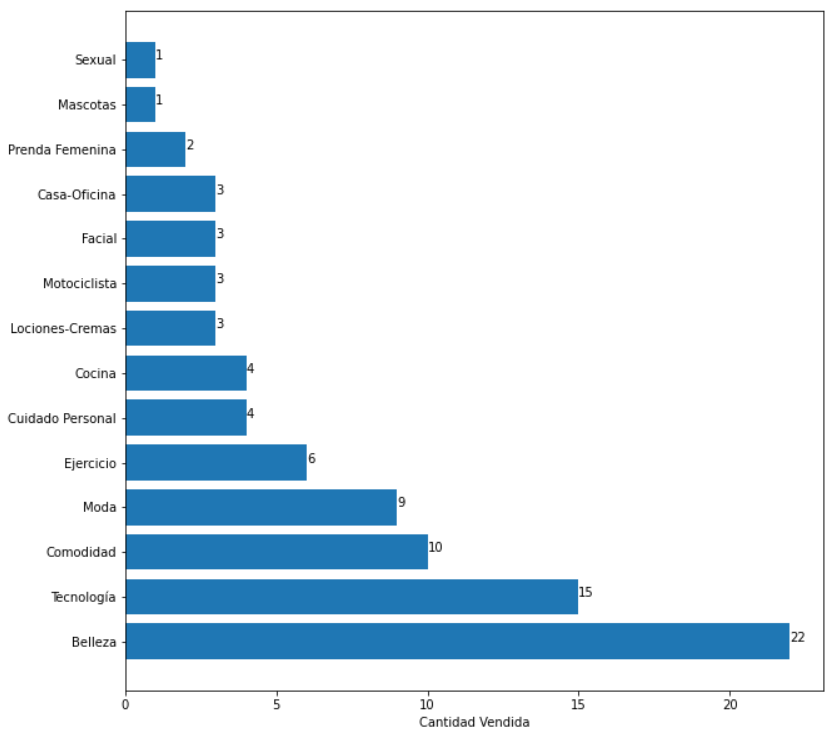 Sexual 1
Mascotas 1
Prenda Femenina 2
Casa-Oficina 3
Facial 3
Motociclista 3
Lociones-Cremas 3
Cocina 4
Cuidado Personal 4
Ejercicio 6
Moda 9
Comodidad 10
Tecnología 15
Belleza 22
0 5 10 15 20
Cantidad Vendida